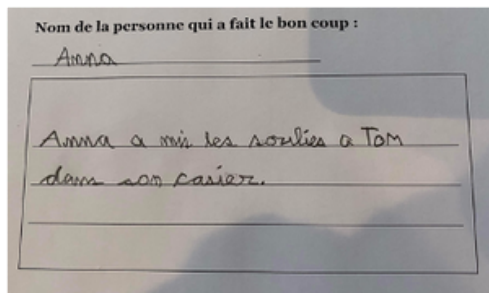 Nom de la personne qui a fait le bon coup :
Anna
Anna a mis les soulies a Tom
dans son casier.